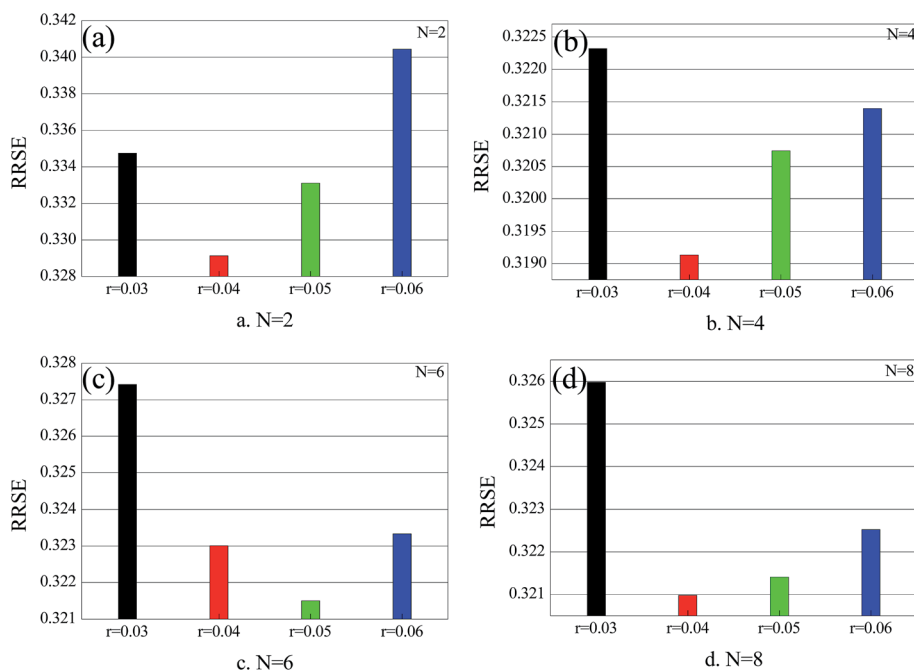 (a)
N=2
0.342
0.340
0.338
0.336
0.334
0.332
0.330
0.328
RRSE
r=0.03 r=0.04 r=0.05 r=0.06
a. N=2
(b)
N=4
0.3225
0.3220
0.3215
0.3210
0.3205
0.3200
0.3195
0.3190
RRSE
r=0.03 r=0.04 r=0.05 r=0.06
b. N=4
(c)
N=6
0.328
0.327
0.326
0.325
0.324
0.323
0.322
0.321
RRSE
r=0.03 r=0.04 r=0.05 r=0.06
c. N=6
(d)
N=8
0.326
0.325
0.324
0.323
0.322
0.321
RRSE
r=0.03 r=0.04 r=0.05 r=0.06
d. N=8